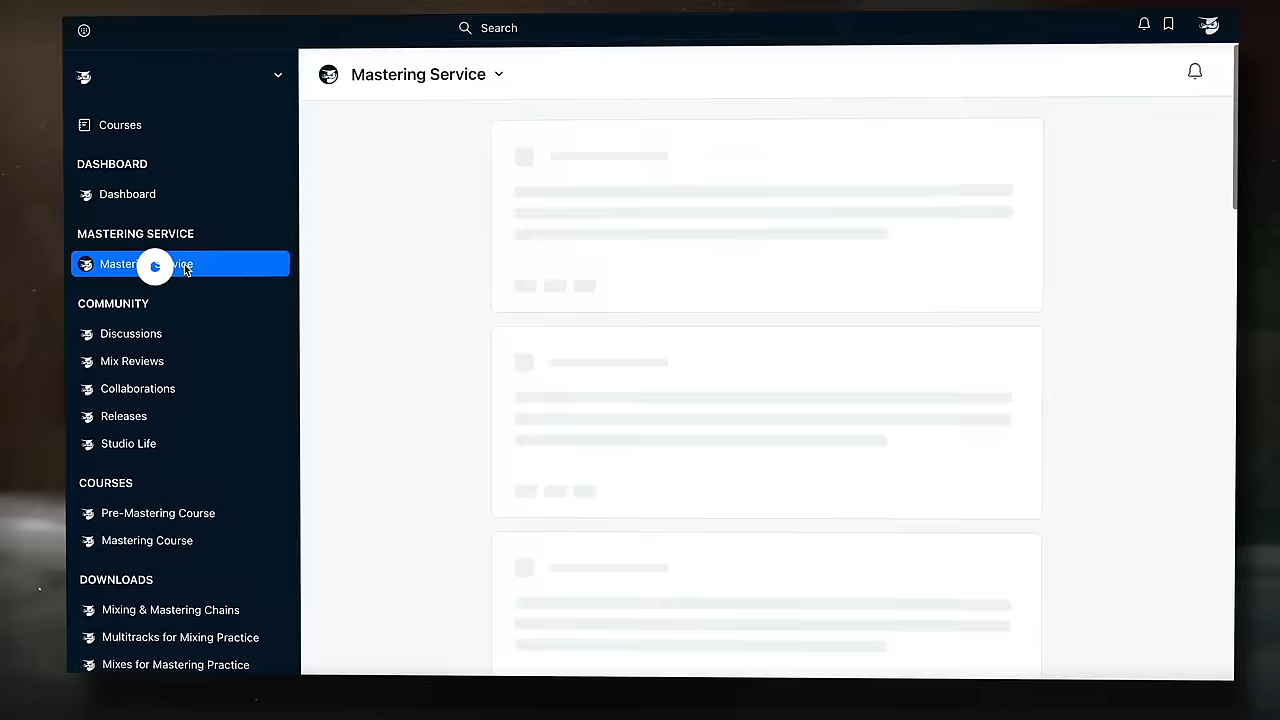 Search
Mastering Service
Courses
DASHBOARD
Dashboard
MASTERING SERVICE
COMMUNITY
Discussions
Mix Reviews
Collaborations
Releases
Studio Life
COURSES
Pre-Mastering Course
Mastering Course
DOWNLOADS
Mixing & Mastering Chains
Multitracks for Mixing Practice
Mixes for Mastering Practice